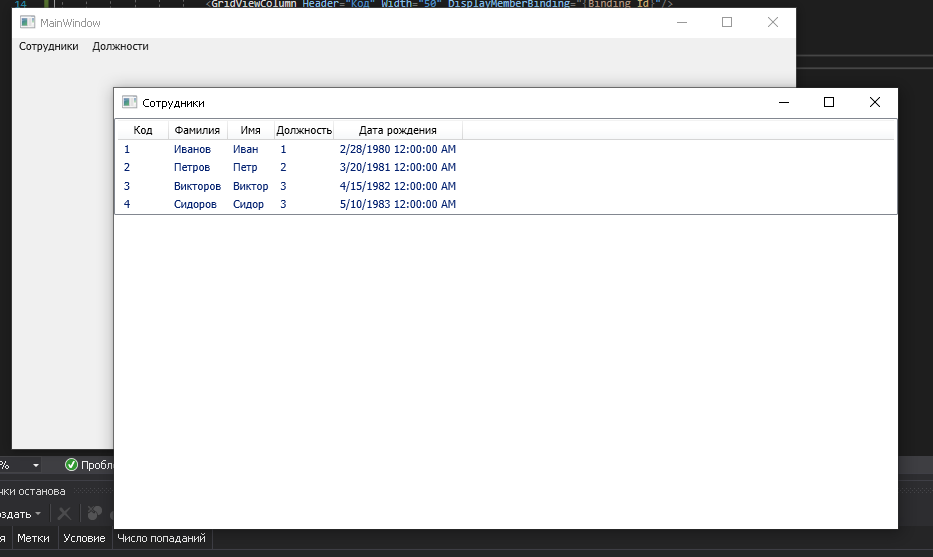 14 <GridViewColumn Header="Код" Width="50" DisplayMemberBinding="{Binding Id}"/>
MainWindow
Сотрудники Должности
Сотрудники
Код Фамилия Имя Должность Дата рождения
1 Иванов Иван 1 2/28/1980 12:00:00 AM
2 Петров Петр 2 3/20/1981 12:00:00 AM
3 Викторов Виктор 3 4/15/1982 12:00:00 AM
4 Сидоров Сидор 3 5/10/1983 12:00:00 AM
%
Пробл
чки останова
здать
я Метки Условие Число попаданий